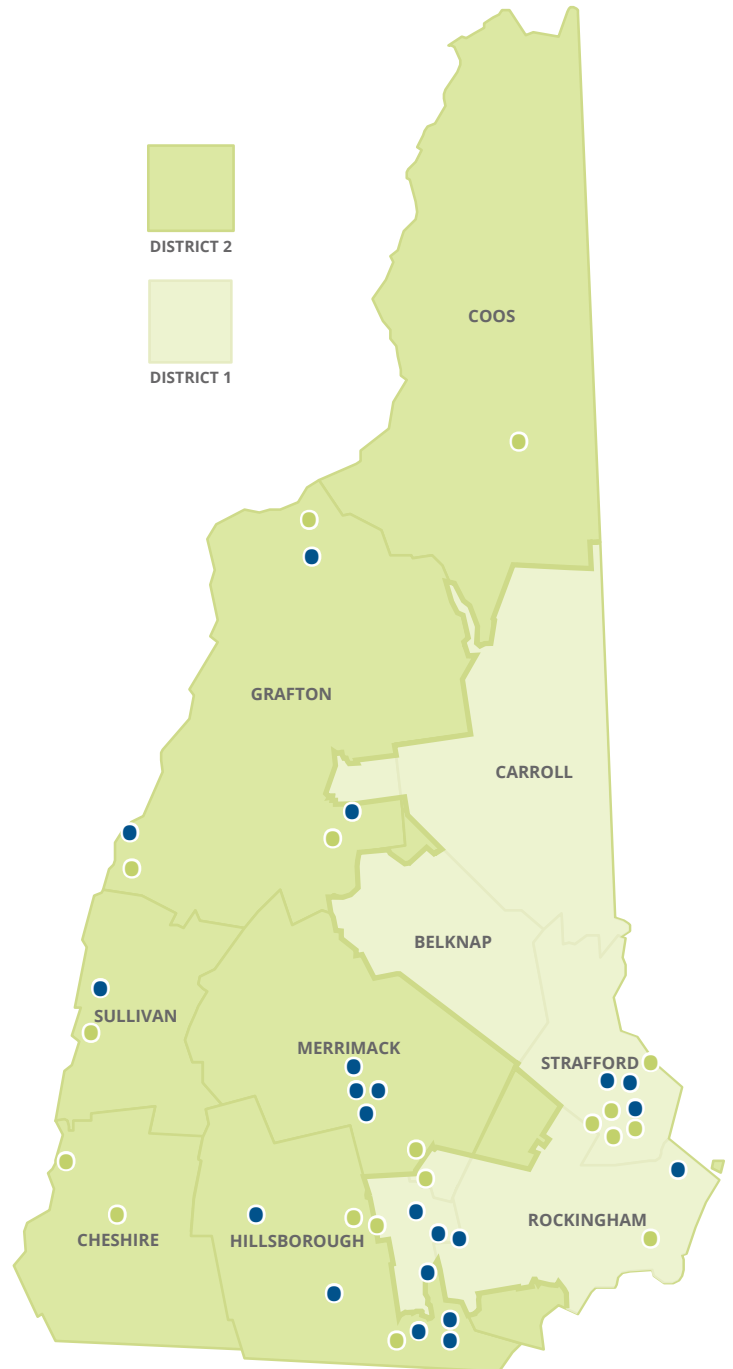 DISTRICT 2
DISTRICT 1
COOS
GRAFTON
CARROLL
BELKNAP
SULLIVAN
MERRIMACK
STRAFFORD
ROCKINGHAM
CHESHIRE
HILLSBOROUGH